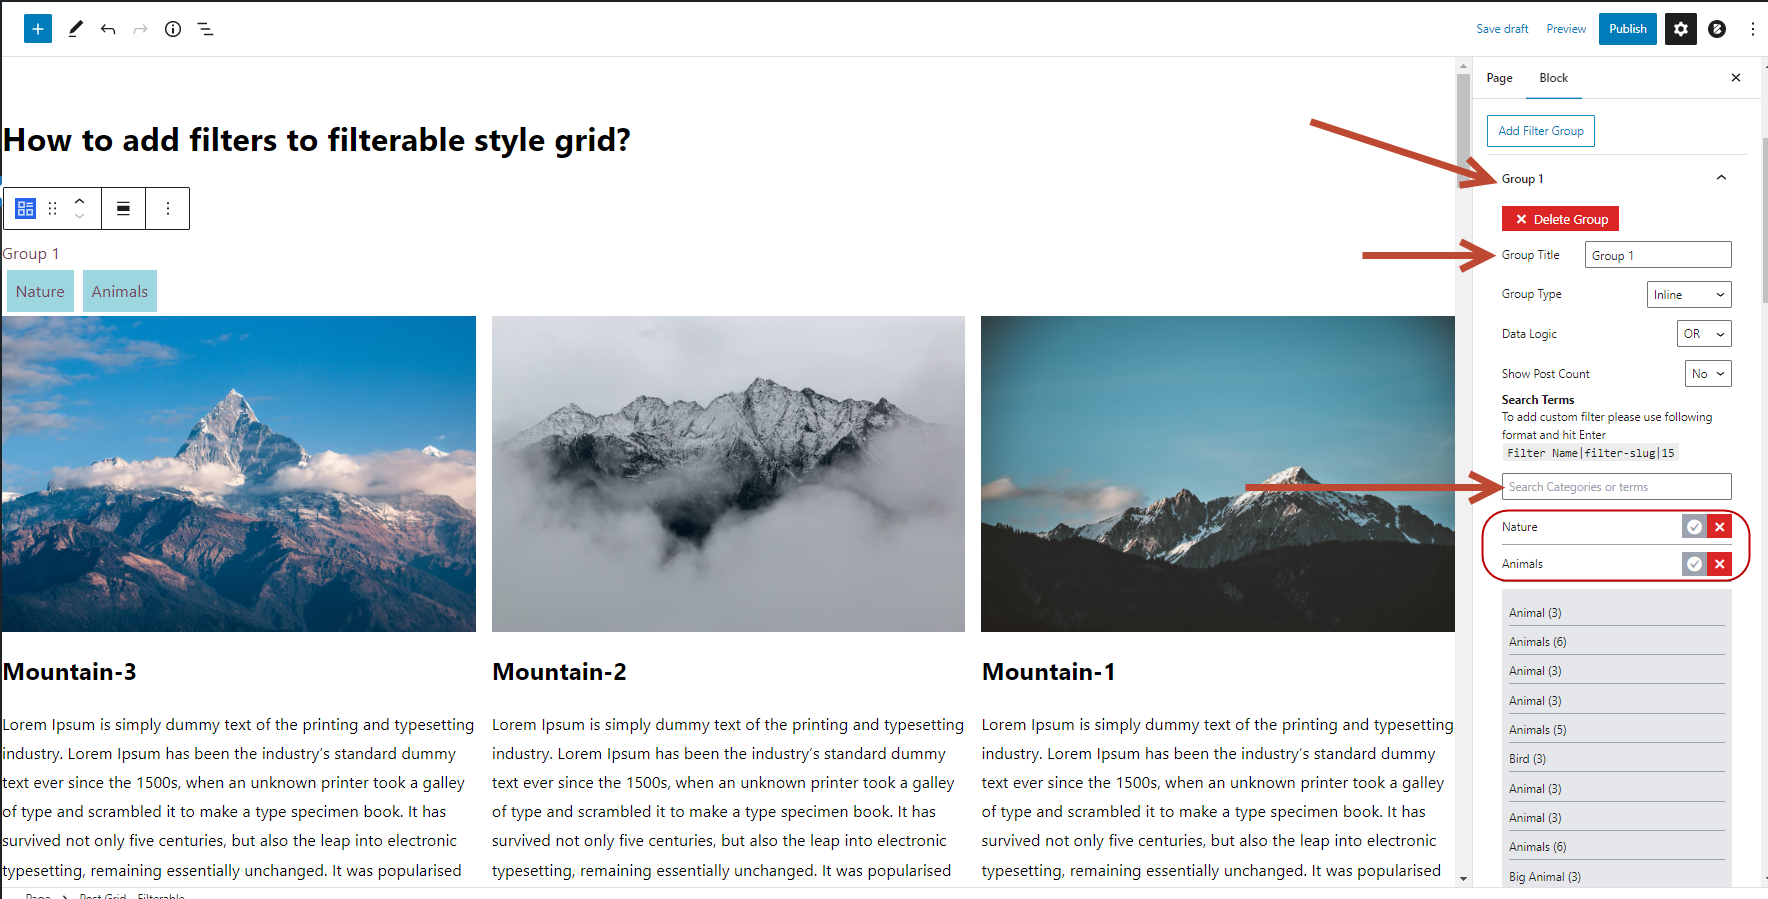 Save draft Preview Publish
Page Block
Add Filter Group
How to add filters to filterable style grid?
Group 1
Nature Animals
Mountain-3
Lorem Ipsum is simply dummy text of the printing and typesetting
industry. Lorem Ipsum has been the industry’s standard dummy
text ever since the 1500s, when an unknown printer took a galley
of type and scrambled it to make a type specimen book. It has
survived not only five centuries, but also the leap into electronic
typesetting, remaining essentially unchanged. It was popularised
Mountain-2
Lorem Ipsum is simply dummy text of the printing and typesetting
industry. Lorem Ipsum has been the industry’s standard dummy
text ever since the 1500s, when an unknown printer took a galley
of type and scrambled it to make a type specimen book. It has
survived not only five centuries, but also the leap into electronic
typesetting, remaining essentially unchanged. It was popularised
Mountain-1
Lorem Ipsum is simply dummy text of the printing and typesetting
industry. Lorem Ipsum has been the industry’s standard dummy
text ever since the 1500s, when an unknown printer took a galley
of type and scrambled it to make a type specimen book. It has
survived not only five centuries, but also the leap into electronic
typesetting, remaining essentially unchanged. It was popularised
Group 1
Delete Group
Group Title Group 1
Group Type Inline
Data Logic OR
Show Post Count No
Search Terms
To add custom filter please use following
format and hit Enter
Filter Name|filter-slug|15
Search Categories or terms
Nature
Animals
Animal (3)
Animals (6)
Animal (3)
Animal (3)
Animals (5)
Bird (3)
Animal (3)
Animal (3)
Animals (6)
Big Animal (3)
Page Post Grid - Filterable